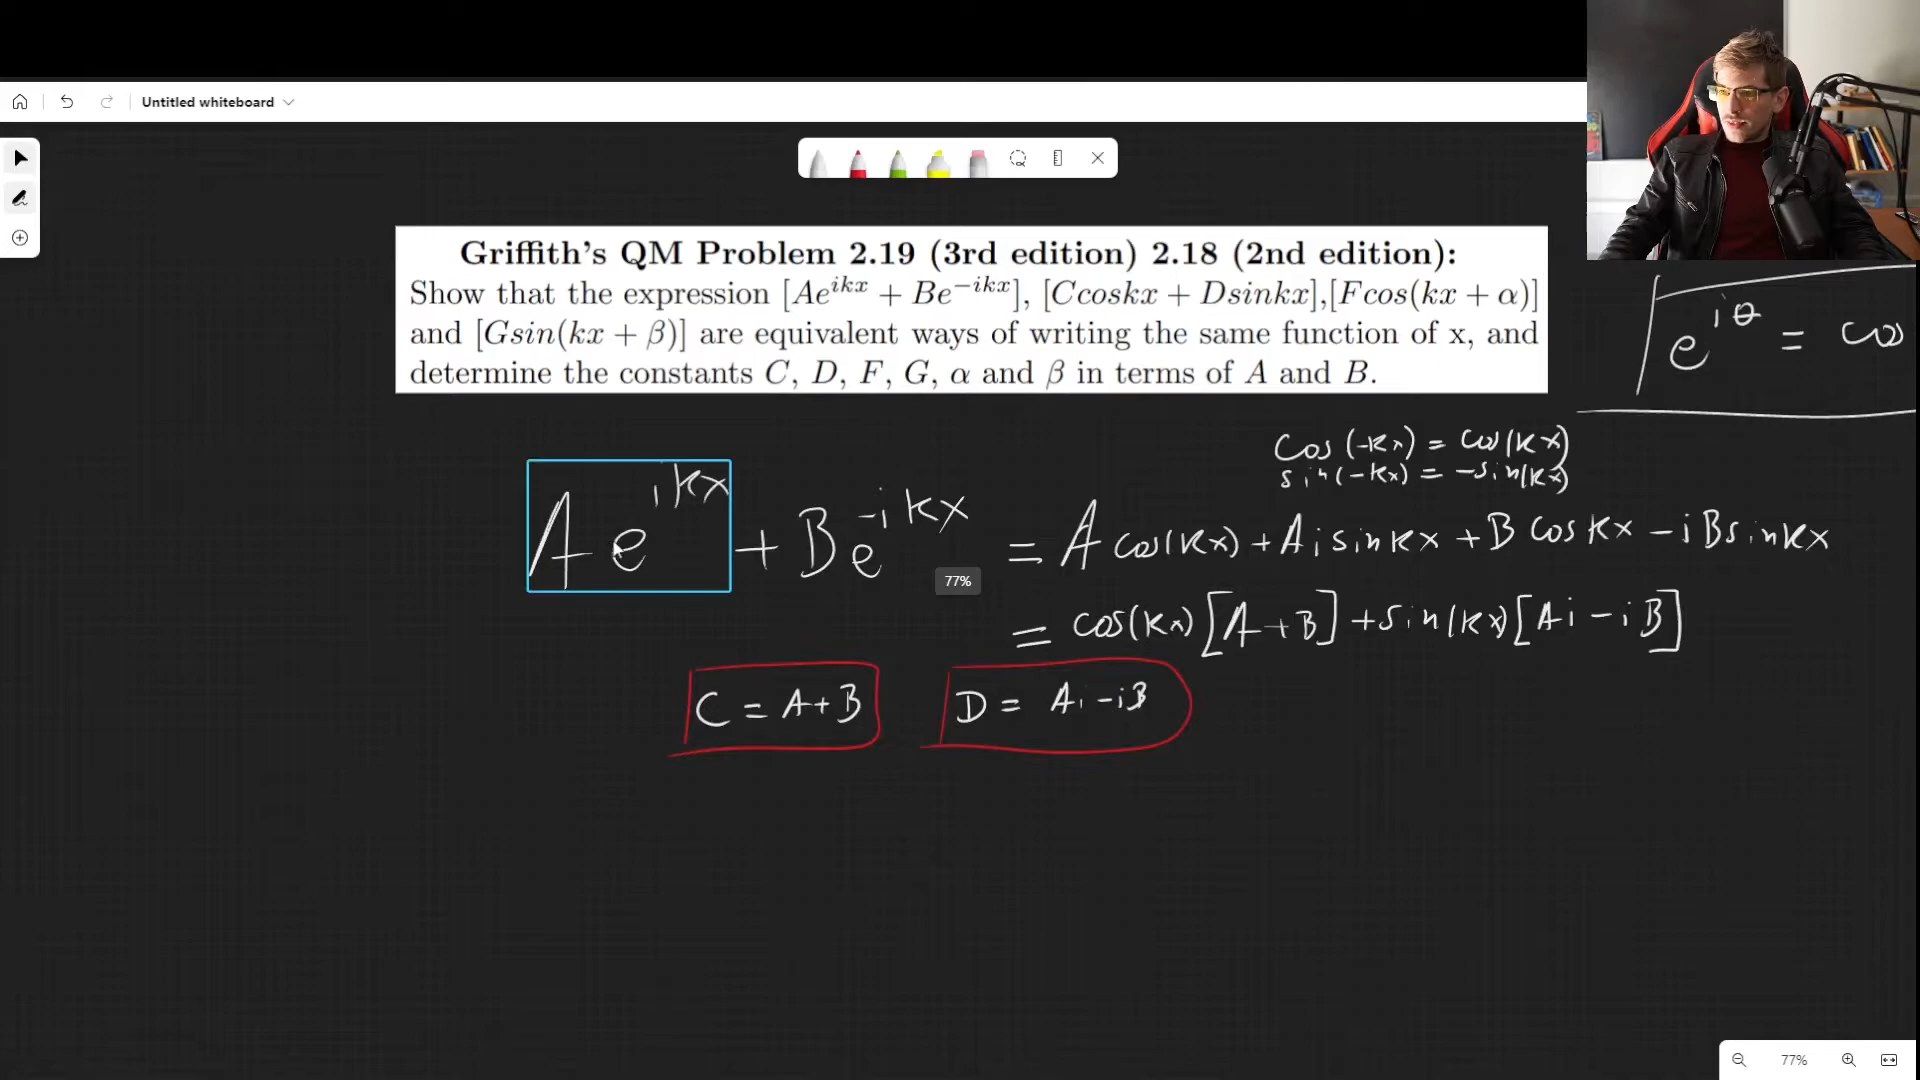 Untitled whiteboard
Griffith's QM Problem 2.19 (3rd edition) 2.18 (2nd edition):
Show that the expression [Ae^{ikx} + Be^{-ikx}], [Ccoskx + Dsinkx],[Fcos(kx + α)]
and [Gsin(kx + β)] are equivalent ways of writing the same function of x, and
determine the constants C, D, F, G, α and β in terms of A and B.
e^{iθ} = cos
cos(-kx) = cos(kx)
sin(-kx) = -sin(kx)
A e^{ikx} + B e^{-ikx} = A cos(kx) + A i sin kx + B cos kx - i B sin kx
77%
= cos(kx) [A+B] + sin(kx) [Ai - iB]
C = A+B
D = Ai - iB
77%